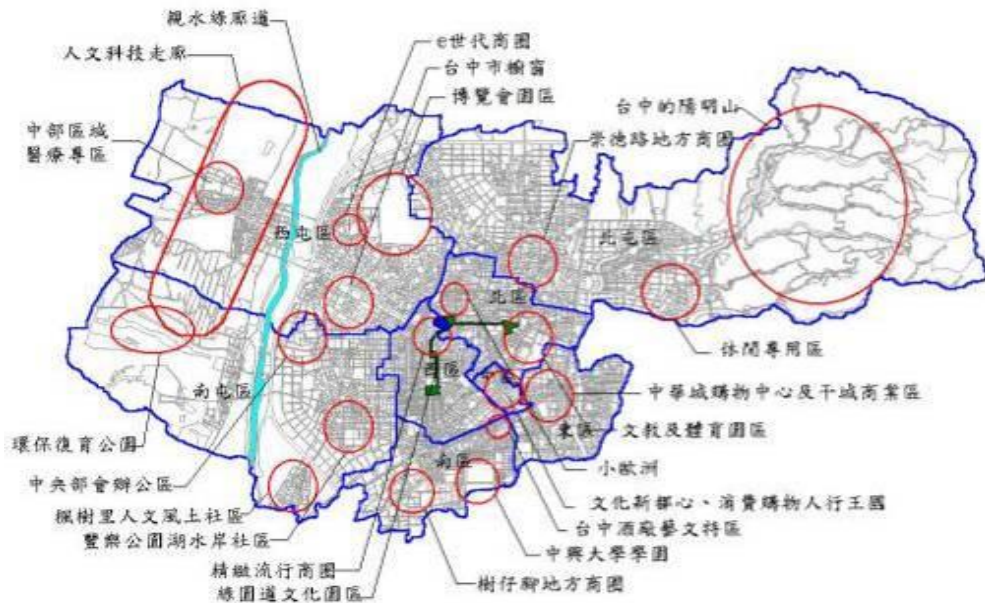 親水綠廊道
人文科技走廊
e世代商圈
台中市櫥窗
博覽會園區
台中的陽明山
崇德路地方商圈
中部區域
醫療專區
西屯區
北屯區
北區
休閒專用區
西區
南屯區
中華城購物中心及干城商業區
東區
文教及體育園區
環保復育公園
南區
小歐洲
中央部會辦公區
文化新都心、消費購物人行王國
楓樹里人文風土社區
台中酒廠藝文特區
豐樂公園湖水岸社區
中興大學學園
精緻流行商圈
樹仔腳地方商圈
綠園道文化園區